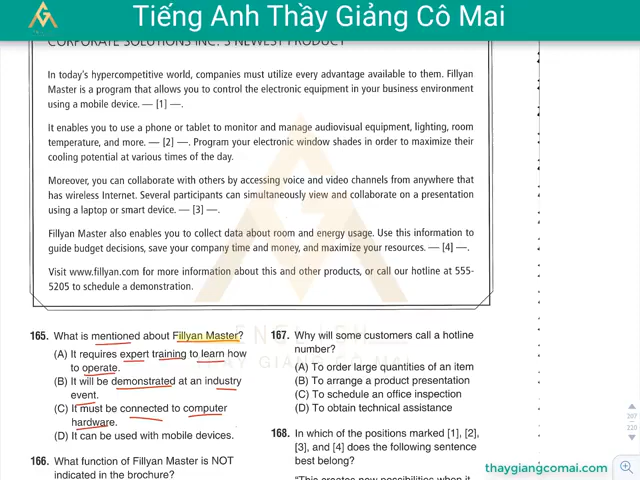 Tiếng Anh Thầy Giảng Cô Mai
CORPORATE SOLUTIONS INC.'S NEWEST PRODUCT
In today's hypercompetitive world, companies must utilize every advantage available to them. Fillyan
Master is a program that allows you to control the electronic equipment in your business environment
using a mobile device. — [1] —.
It enables you to use a phone or tablet to monitor and manage audiovisual equipment, lighting, room
temperature, and more. — [2] —. Program your electronic window shades in order to maximize their
cooling potential at various times of the day.
Moreover, you can collaborate with others by accessing voice and video channels from anywhere that
has wireless Internet. Several participants can simultaneously view and collaborate on a presentation
using a laptop or smart device. — [3] —.
Fillyan Master also enables you to collect data about room and energy usage. Use this information to
guide budget decisions, save your company time and money, and maximize your resources. — [4] —.
Visit www.fillyan.com for more information about this and other products, or call our hotline at 555-
5205 to schedule a demonstration.
165. What is mentioned about Fillyan Master?
(A) It requires expert training to learn how
to operate.
(B) It will be demonstrated at an industry
event.
(C) It must be connected to computer
hardware.
(D) It can be used with mobile devices.
166. What function of Fillyan Master is NOT
indicated in the brochure?
167. Why will some customers call a hotline
number?
(A) To order large quantities of an item
(B) To arrange a product presentation
(C) To schedule an office inspection
(D) To obtain technical assistance
168. In which of the positions marked [1], [2],
[3], and [4] does the following sentence
best belong?
"This creates new possibilities when it
ENGLISH
THẦY GIẢNG CÔ MAI
207
220
thaygiangcomai.com